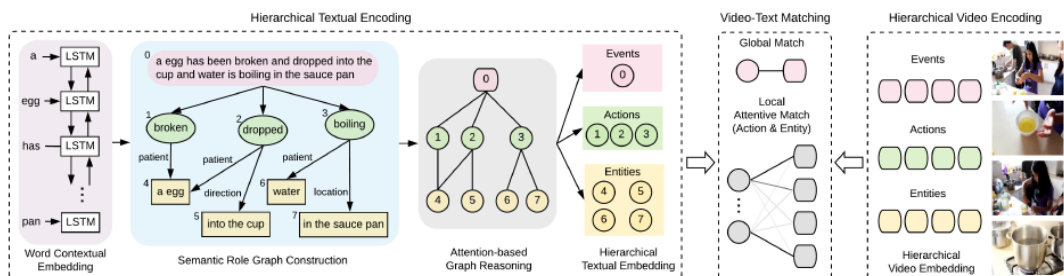 Hierarchical Textual Encoding
Video-Text Matching
Hierarchical Video Encoding
a
LSTM
egg
LSTM
has
LSTM
pan
LSTM
Word Contextual
Embedding
0
a egg has been broken and dropped into the
cup and water is boiling in the sauce pan
1
broken
2
dropped
3
boiling
patient
patient
patient
direction
location
4
a egg
6
water
5
into the cup
7
in the sauce pan
Semantic Role Graph Construction
0
1
2
3
4
5
6
7
Attention-based
Graph Reasoning
Events
0
Actions
1 2 3
Entities
4 5
6 7
Hierarchical
Textual Embedding
Global Match
Local
Attentive Match
(Action & Entity)
Events
Actions
Entities
Hierarchical
Video Embedding